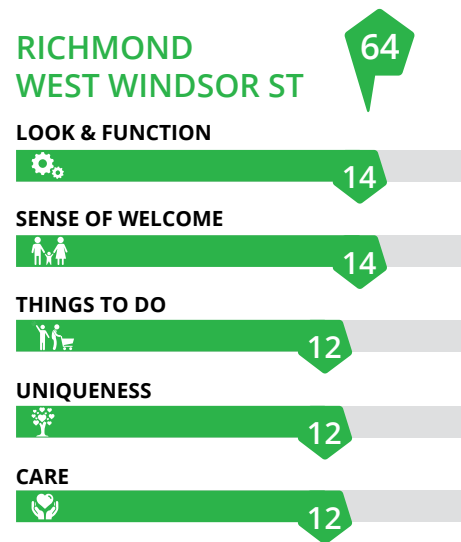 RICHMOND
WEST WINDSOR ST
64
LOOK & FUNCTION
14
SENSE OF WELCOME
14
THINGS TO DO
12
UNIQUENESS
12
CARE
12